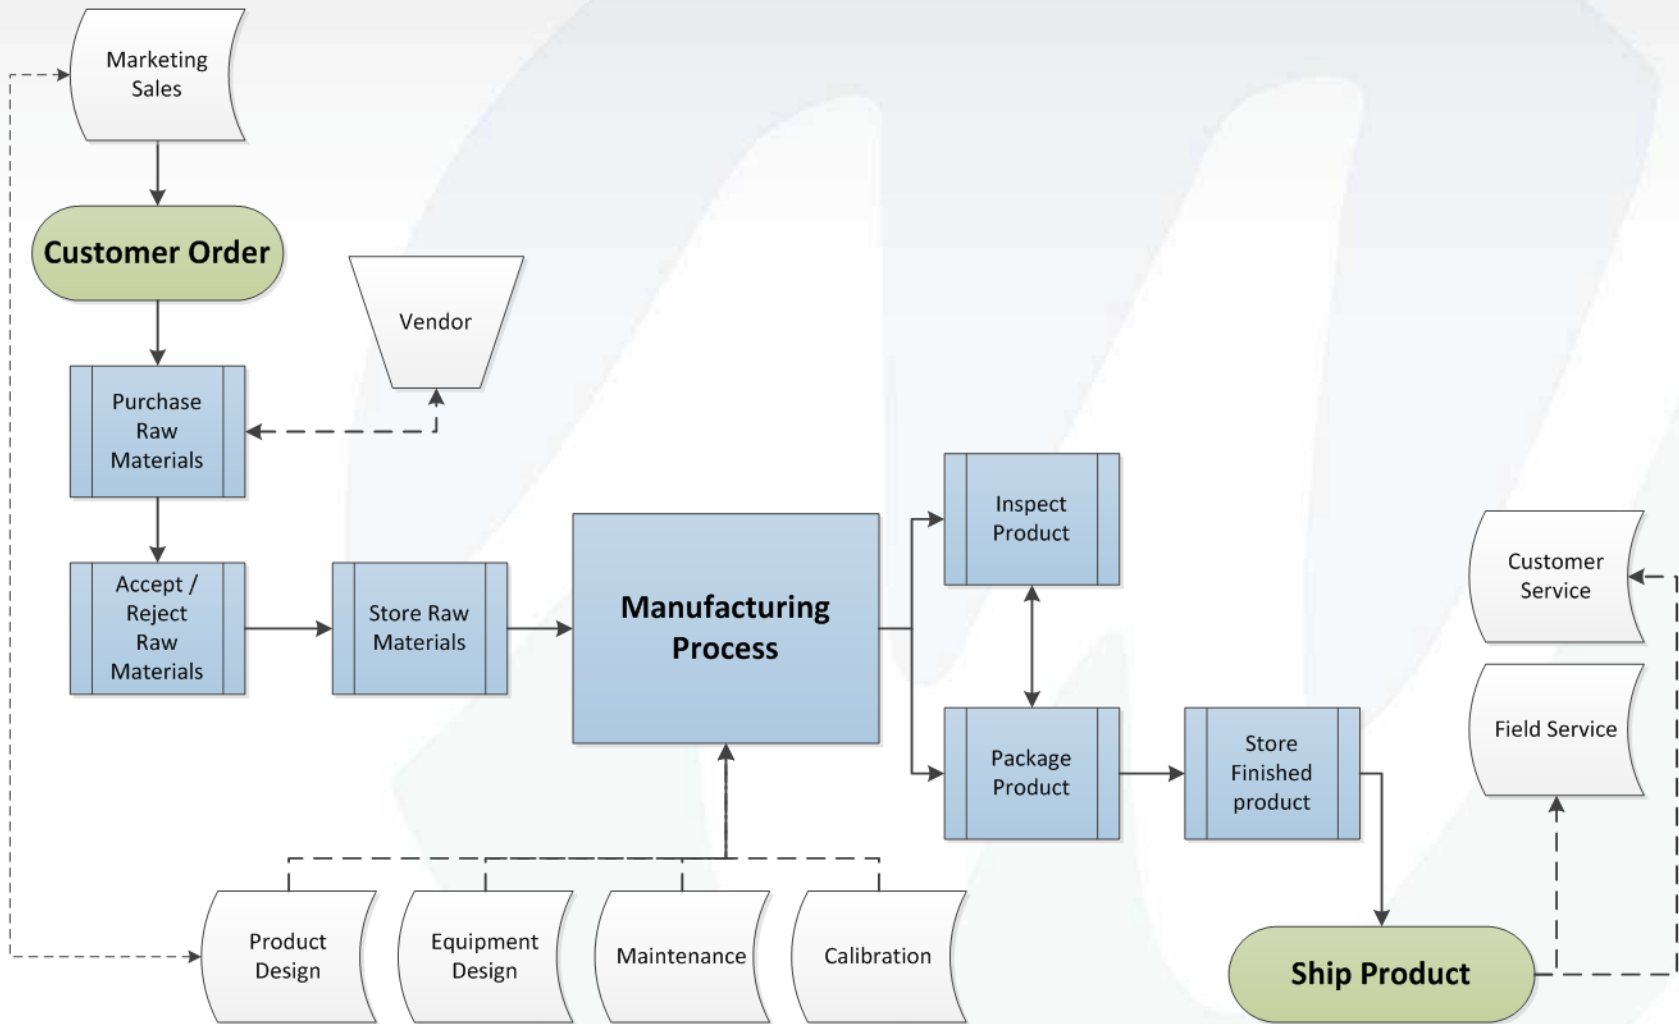 Marketing
Sales
Customer Order
Vendor
Purchase
Raw
Materials
Accept /
Reject
Raw
Materials
Store Raw
Materials
Manufacturing
Process
Inspect
Product
Package
Product
Store
Finished
product
Customer
Service
Field Service
Product
Design
Equipment
Design
Maintenance
Calibration
Ship Product